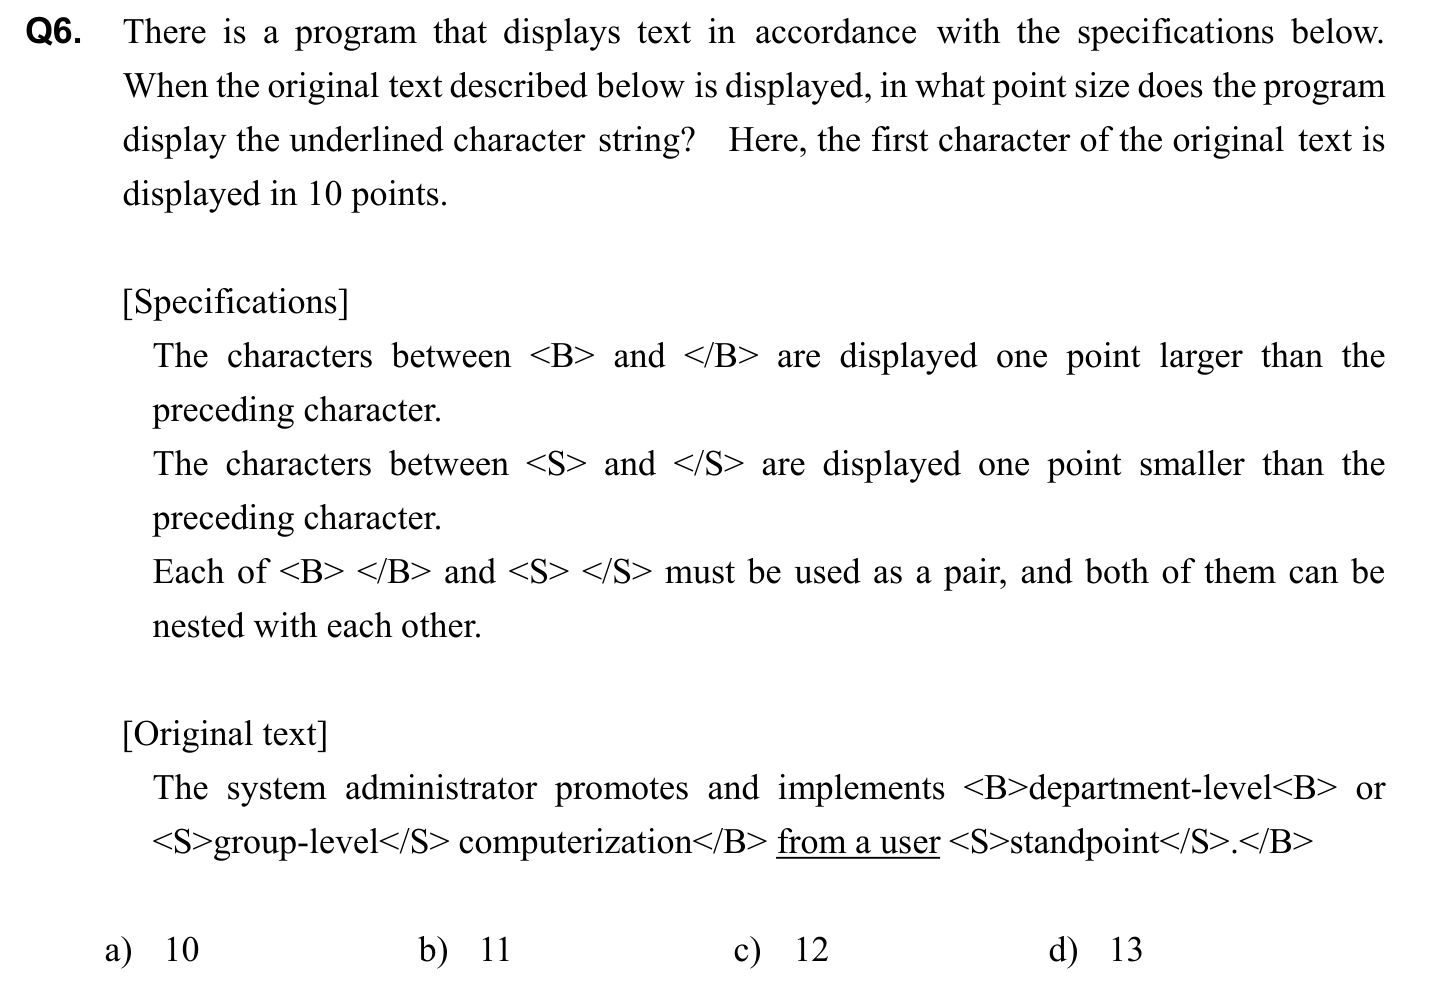 Q6. There is a program that displays text in accordance with the specifications below.
When the original text described below is displayed, in what point size does the program
display the underlined character string? Here, the first character of the original text is
displayed in 10 points.
[Specifications]
The characters between <B> and </B> are displayed one point larger than the
preceding character.
The characters between <S> and </S> are displayed one point smaller than the
preceding character.
Each of <B> </B> and <S> </S> must be used as a pair, and both of them can be
nested with each other.
[Original text]
The system administrator promotes and implements <B>department-level<B> or
<S>group-level</S> computerization</B> from a user <S>standpoint</S>.</B>
a) 10 b) 11 c) 12 d) 13